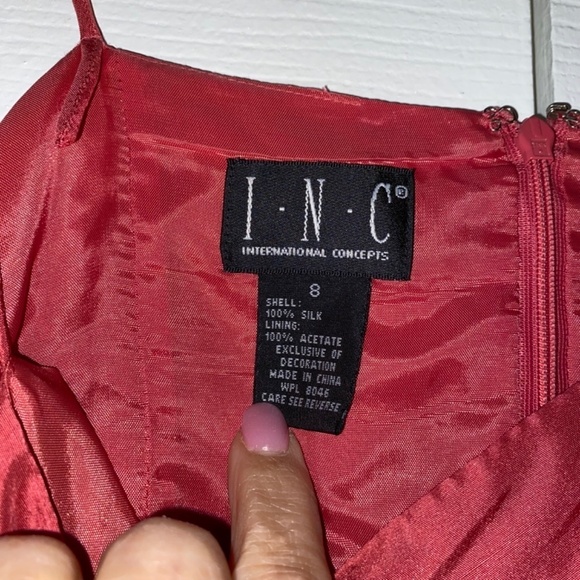 I·N·C®
INTERNATIONAL CONCEPTS
8
SHELL:
100% SILK
LINING:
100% ACETATE
EXCLUSIVE OF
DECORATION
MADE IN CHINA
WPL 8046
CARE SEE REVERSE